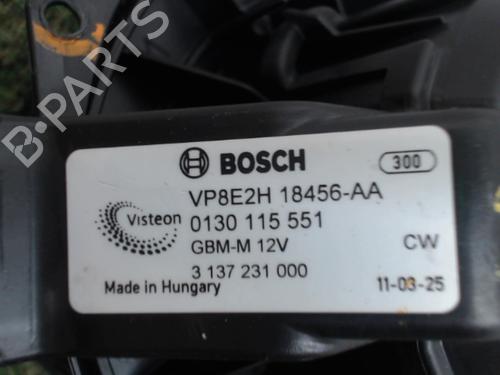 BOSCH 300
VP8E2H 18456-AA
Visteon 0130 115 551
GBM-M 12V CW
3 137 231 000
Made in Hungary 11-03-25
B-PARTS